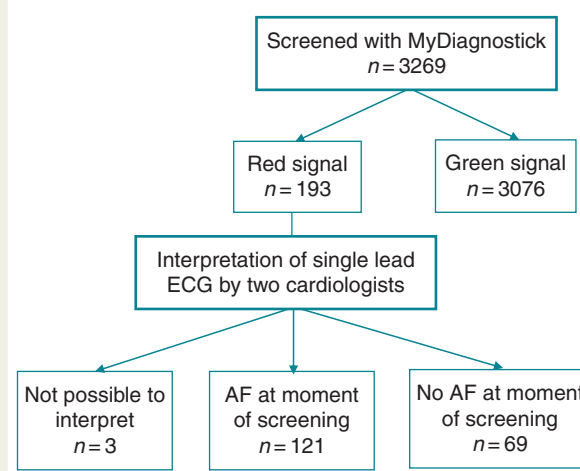 Screened with MyDiagnostick
n=3269
Red signal
n=193
Green signal
n=3076
Interpretation of single lead
ECG by two cardiologists
Not possible to
interpret
n=3
AF at moment
of screening
n=121
No AF at moment
of screening
n=69